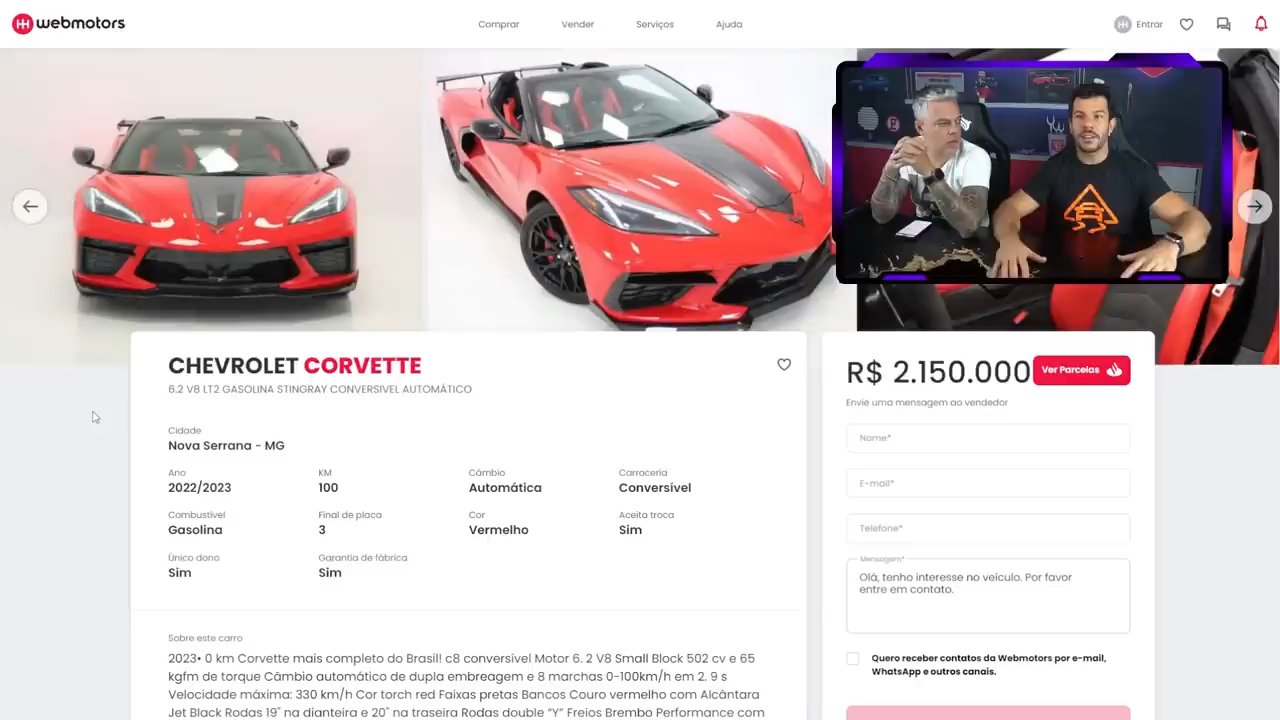 webmotors
Comprar
Vender
Serviços
Ajuda
Entrar
CHEVROLET CORVETTE
6.2 V8 LT2 GASOLINA STINGRAY CONVERSIVEL AUTOMÁTICO
Cidade
Nova Serrana - MG
Ano
2022/2023
KM
100
Câmbio
Automática
Carroceria
Conversível
Combustível
Gasolina
Final de placa
3
Cor
Vermelho
Aceita troca
Sim
Único dono
Sim
Garantia de fábrica
Sim
Sobre este carro
2023• 0 km Corvette mais completo do Brasil! c8 conversível Motor 6. 2 V8 Small Block 502 cv e 65
kgfm de torque Câmbio automático de dupla embreagem e 8 marchas 0-100km/h em 2. 9 s
Velocidade máxima: 330 km/h Cor torch red Faixas pretas Bancos Couro vermelho com Alcântara
Jet Black Rodas 19" na dianteira e 20" na traseira Rodas double “Y” Freios Brembo Performance com
R$ 2.150.000
Ver Parcelas
Envie uma mensagem ao vendedor
Nome*
E-mail*
Telefone*
Mensagem*
Olá, tenho interesse no veículo. Por favor
entre em contato.
Quero receber contatos da Webmotors por e-mail,
WhatsApp e outros canais.